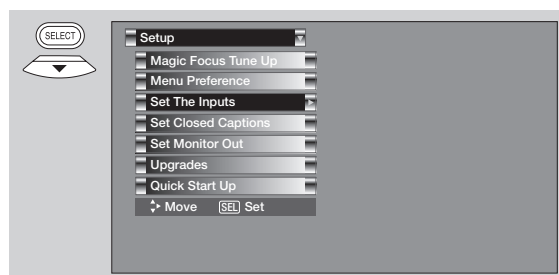 SELECT
Setup
Magic Focus Tune Up
Menu Preference
Set The Inputs
Set Closed Captions
Set Monitor Out
Upgrades
Quick Start Up
Move SEL Set